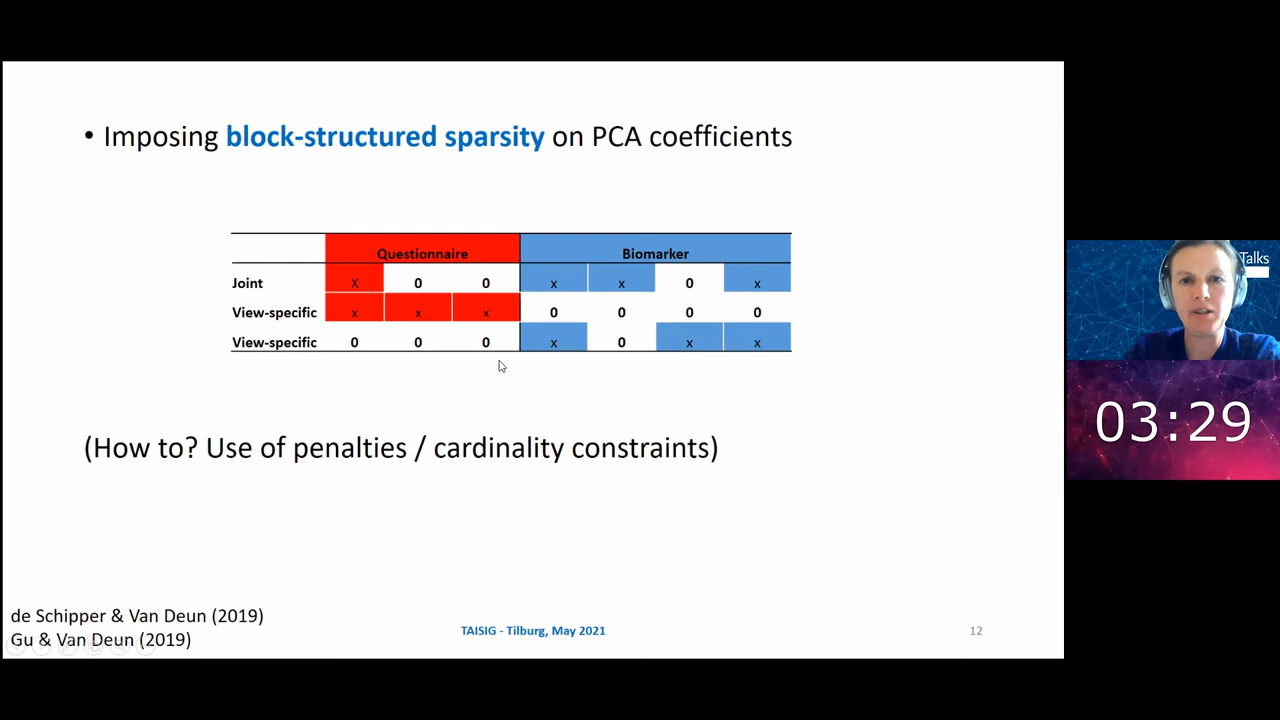 • Imposing block-structured sparsity on PCA coefficients
Questionnaire Biomarker
Joint X 0 0 x x 0 x
View-specific x x x 0 0 0 0
View-specific 0 0 0 x 0 x x
(How to? Use of penalties / cardinality constraints)
de Schipper & Van Deun (2019)
Gu & Van Deun (2019)
TAISIG - Tilburg, May 2021
12
Talks
03:29